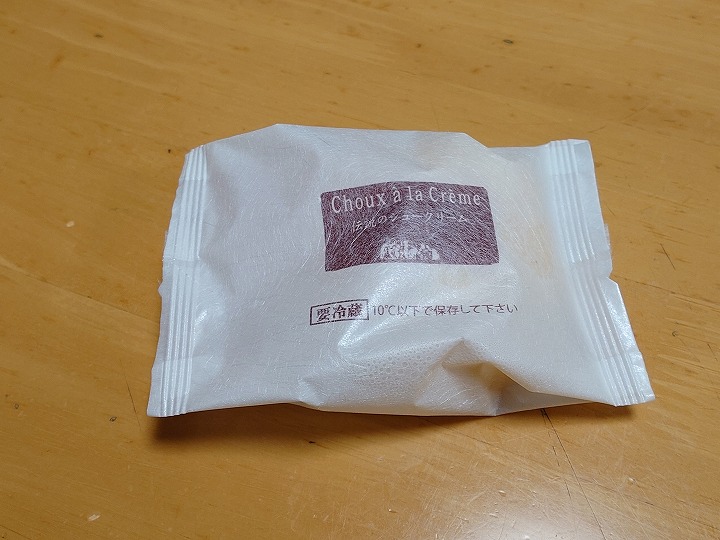 Choux à la Crème
伝説のシュークリーム
要冷蔵 10℃以下で保存して下さい